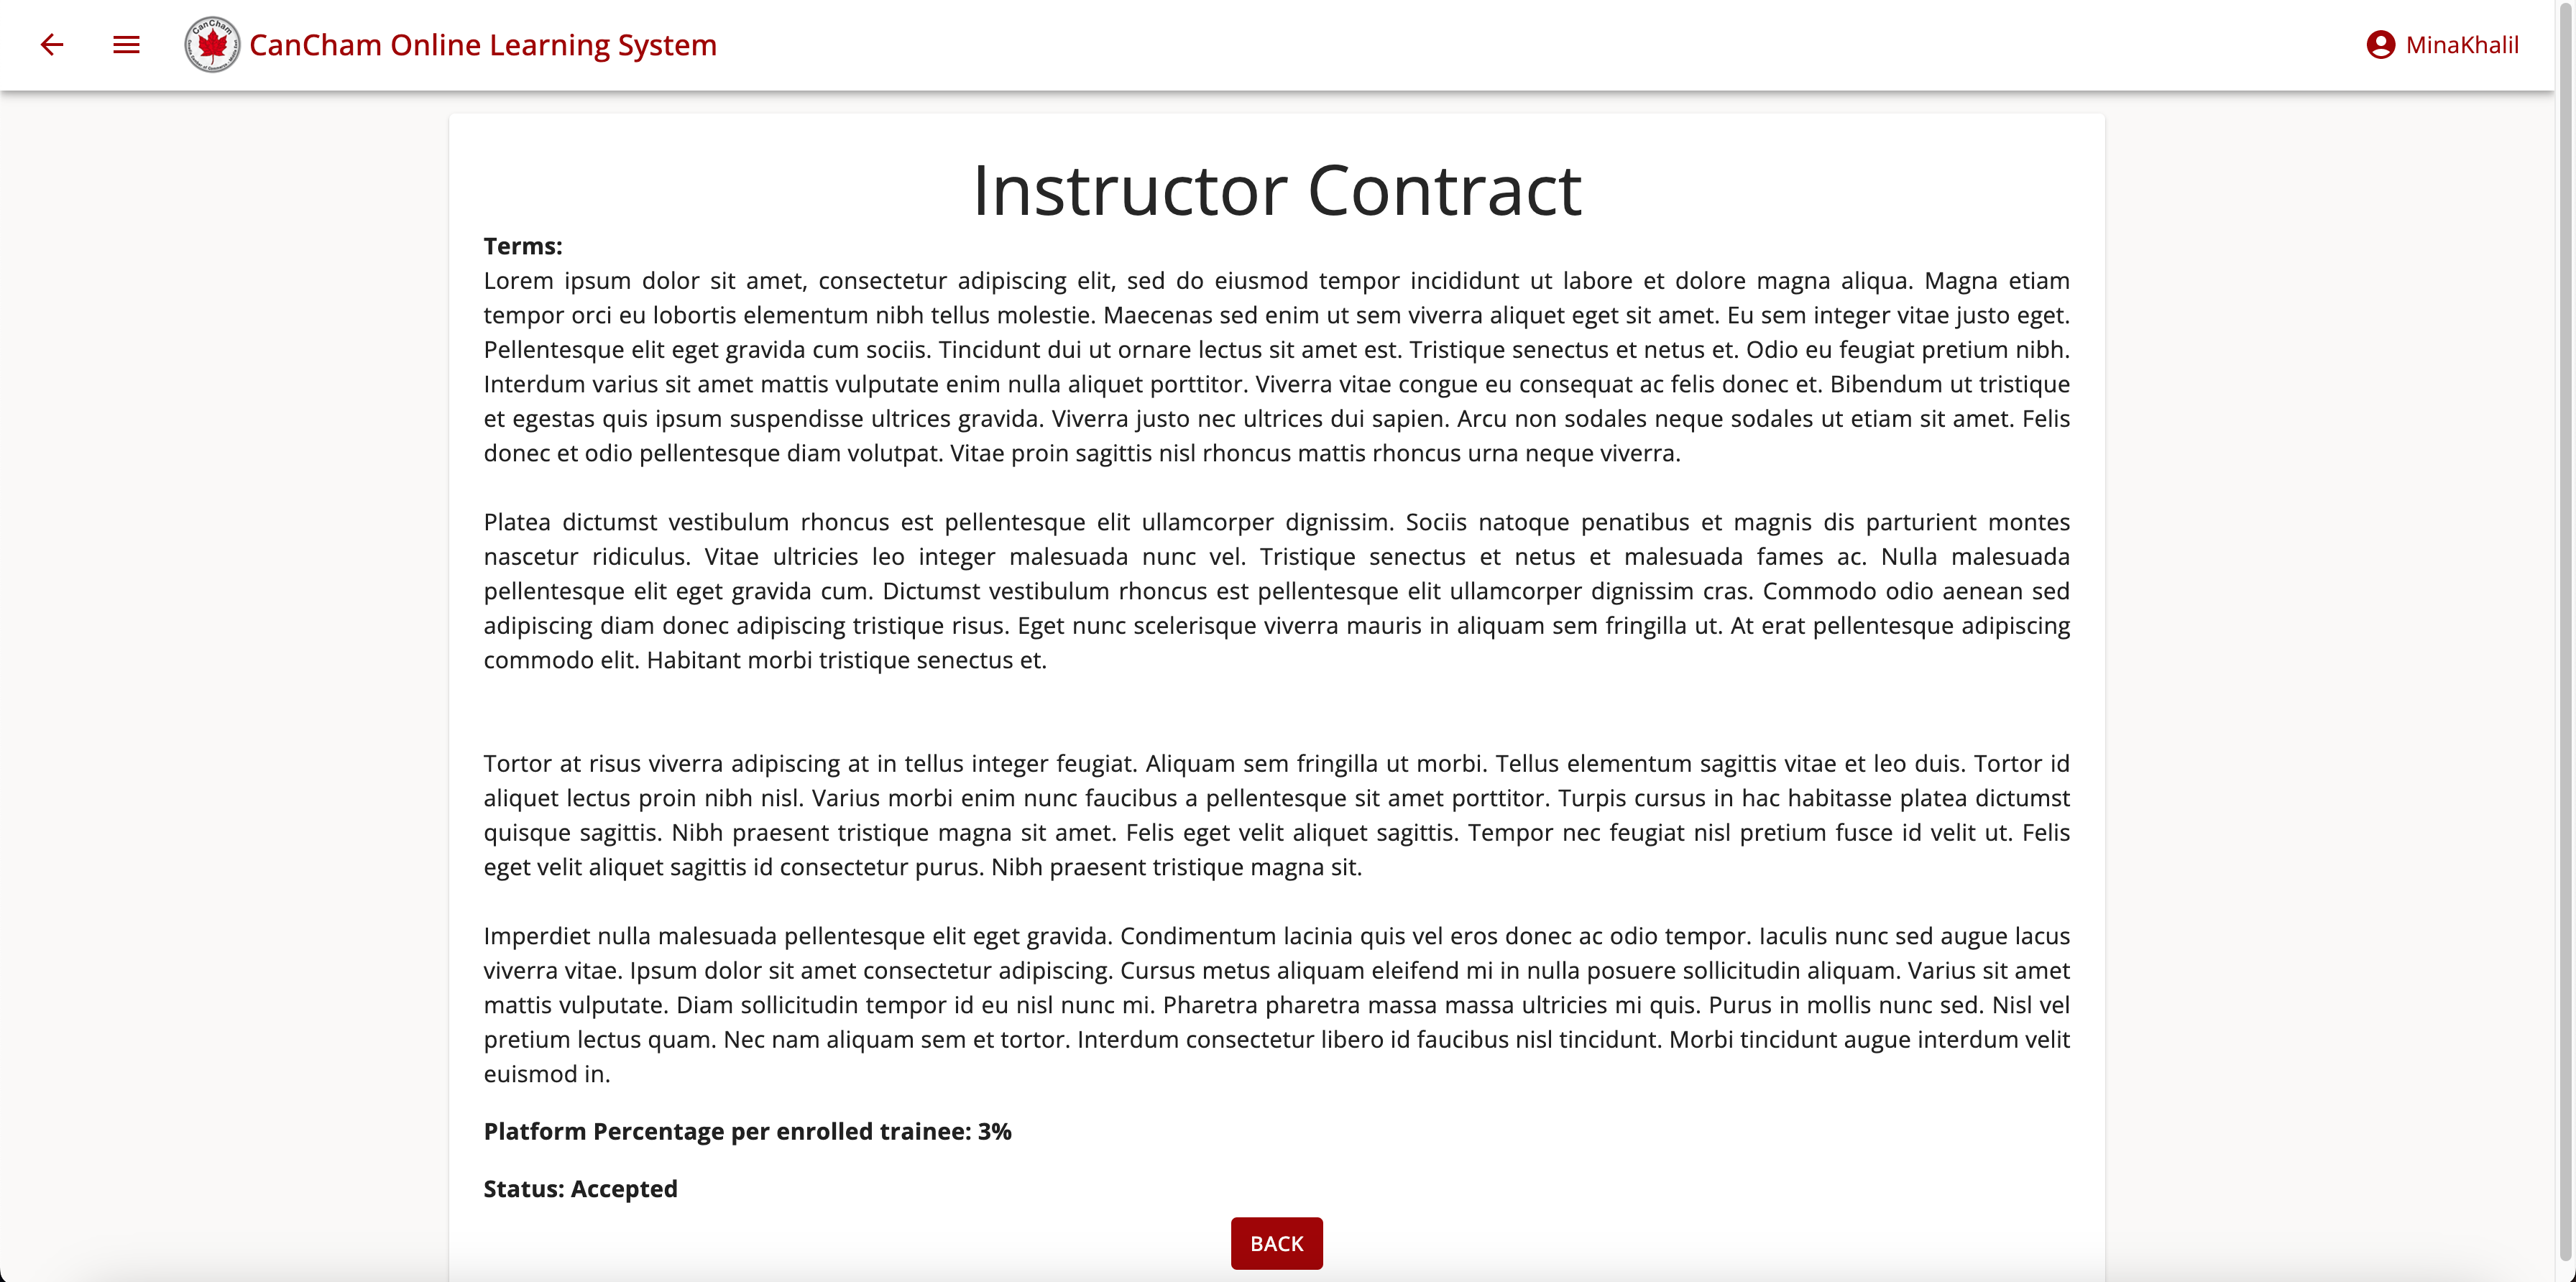 CanCham
CanCham Online Learning System
MinaKhalil
Instructor Contract
Terms:
Lorem ipsum dolor sit amet, consectetur adipiscing elit, sed do eiusmod tempor incididunt ut labore et dolore magna aliqua. Magna etiam
tempor orci eu lobortis elementum nibh tellus molestie. Maecenas sed enim ut sem viverra aliquet eget sit amet. Eu sem integer vitae justo eget.
Pellentesque elit eget gravida cum sociis. Tincidunt dui ut ornare lectus sit amet est. Tristique senectus et netus et. Odio eu feugiat pretium nibh.
Interdum varius sit amet mattis vulputate enim nulla aliquet porttitor. Viverra vitae congue eu consequat ac felis donec et. Bibendum ut tristique
et egestas quis ipsum suspendisse ultrices gravida. Viverra justo nec ultrices dui sapien. Arcu non sodales neque sodales ut etiam sit amet. Felis
donec et odio pellentesque diam volutpat. Vitae proin sagittis nisl rhoncus mattis rhoncus urna neque viverra.
Platea dictumst vestibulum rhoncus est pellentesque elit ullamcorper dignissim. Sociis natoque penatibus et magnis dis parturient montes
nascetur ridiculus. Vitae ultricies leo integer malesuada nunc vel. Tristique senectus et netus et malesuada fames ac. Nulla malesuada
pellentesque elit eget gravida cum. Dictumst vestibulum rhoncus est pellentesque elit ullamcorper dignissim cras. Commodo odio aenean sed
adipiscing diam donec adipiscing tristique risus. Eget nunc scelerisque viverra mauris in aliquam sem fringilla ut. At erat pellentesque adipiscing
commodo elit. Habitant morbi tristique senectus et.
Tortor at risus viverra adipiscing at in tellus integer feugiat. Aliquam sem fringilla ut morbi. Tellus elementum sagittis vitae et leo duis. Tortor id
aliquet lectus proin nibh nisl. Varius morbi enim nunc faucibus a pellentesque sit amet porttitor. Turpis cursus in hac habitasse platea dictumst
quisque sagittis. Nibh praesent tristique magna sit amet. Felis eget velit aliquet sagittis. Tempor nec feugiat nisl pretium fusce id velit ut. Felis
eget velit aliquet sagittis id consectetur purus. Nibh praesent tristique magna sit.
Imperdiet nulla malesuada pellentesque elit eget gravida. Condimentum lacinia quis vel eros donec ac odio tempor. Iaculis nunc sed augue lacus
viverra vitae. Ipsum dolor sit amet consectetur adipiscing. Cursus metus aliquam eleifend mi in nulla posuere sollicitudin aliquam. Varius sit amet
mattis vulputate. Diam sollicitudin tempor id eu nisl nunc mi. Pharetra pharetra massa massa ultricies mi quis. Purus in mollis nunc sed. Nisl vel
pretium lectus quam. Nec nam aliquam sem et tortor. Interdum consectetur libero id faucibus nisl tincidunt. Morbi tincidunt augue interdum velit
euismod in.
Platform Percentage per enrolled trainee: 3%
Status: Accepted
BACK